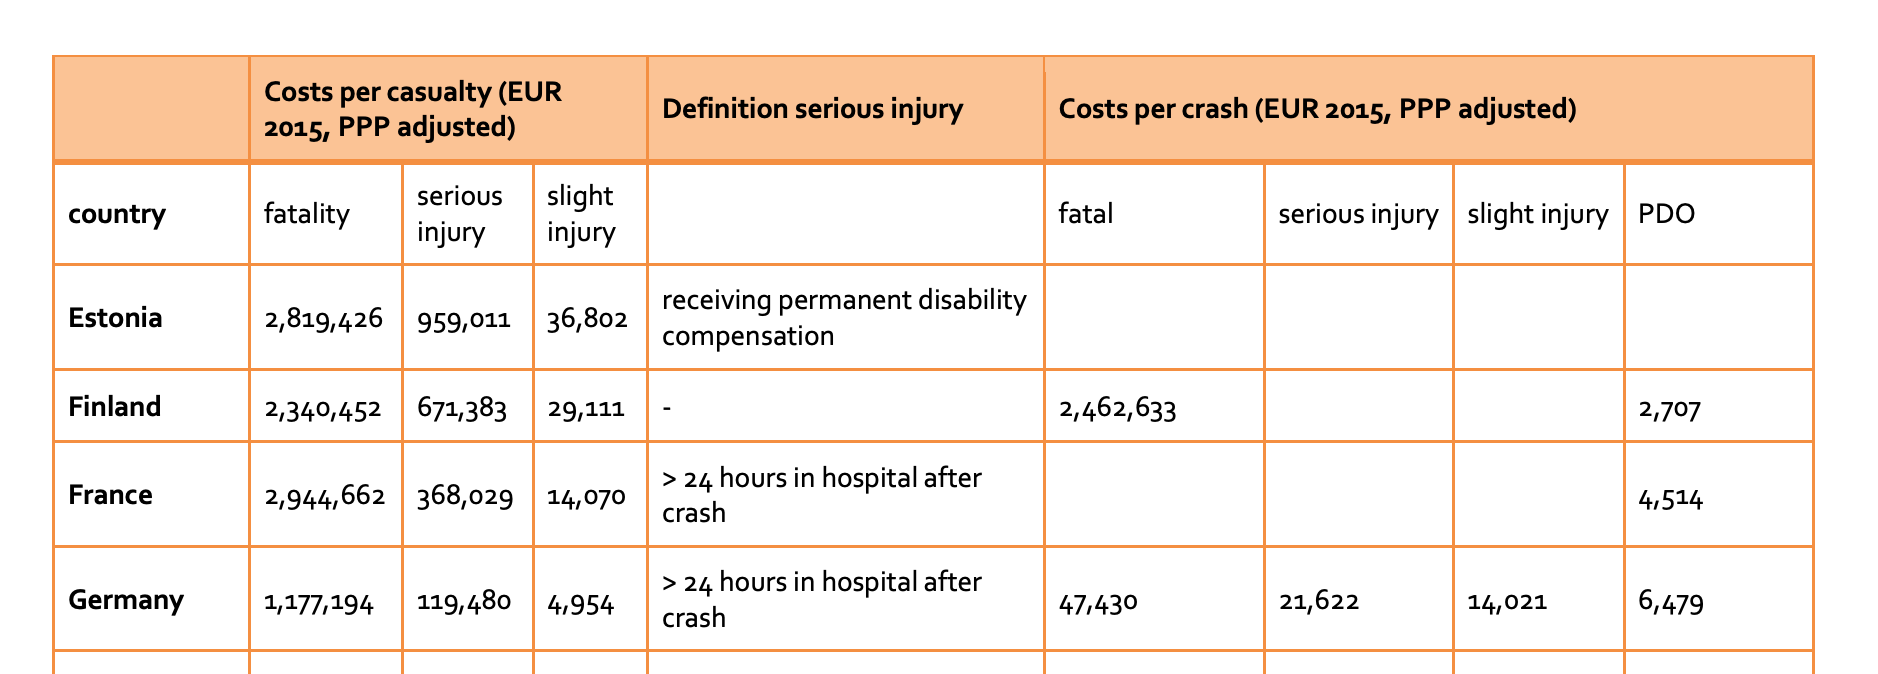 Costs per casualty (EUR
2015, PPP adjusted)
Definition serious injury
Costs per crash (EUR 2015, PPP adjusted)
country
fatality
serious
injury
slight
injury
fatal
serious injury
slight injury
PDO
Estonia
2,819,426
959,011
36,802
receiving permanent disability
compensation
Finland
2,340,452
671,383
29,111
-
2,462,633
2,707
France
2,944,662
368,029
14,070
> 24 hours in hospital after
crash
4,514
Germany
1,177,194
119,480
4,954
> 24 hours in hospital after
crash
47,430
21,622
14,021
6,479